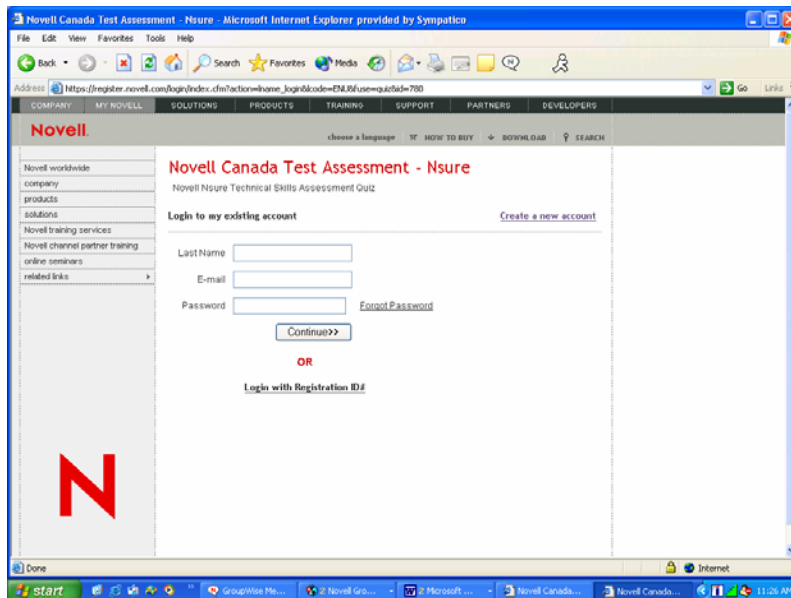 Novell Canada Test Assessment - Nsure - Microsoft Internet Explorer provided by Sympatico
File Edit View Favorites Tools Help
Back Search Favorites Media
Address https://register.novell.com/login/index.cfm?action=lname_login&code=ENU&fuse=quiz&id=780 Go Links
COMPANY MY NOVELL SOLUTIONS PRODUCTS TRAINING SUPPORT PARTNERS DEVELOPERS
Novell.
choose a language HOW TO BUY DOWNLOAD SEARCH
Novell worldwide
company
products
solutions
Novell training services
Novell channel partner training
online seminars
related links
Novell Canada Test Assessment - Nsure
Novell Nsure Technical Skills Assessment Quiz
Login to my existing account Create a new account
Last Name
E-mail
Password Forgot Password
Continue>>
OR
Login with Registration ID#
N
Done Internet
start GroupWise Me... 2 Novell Gro... 2 Microsoft ... Novell Canada... Novell Canada... 11:26 AM